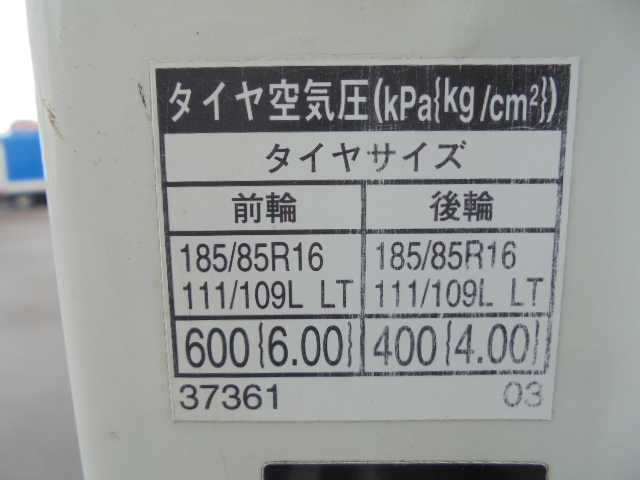 タイヤ空気圧(kPa{kg/cm²})
タイヤサイズ
前輪 後輪
185/85R16 185/85R16
111/109L LT 111/109L LT
600{6.00} 400{4.00}
37361 03